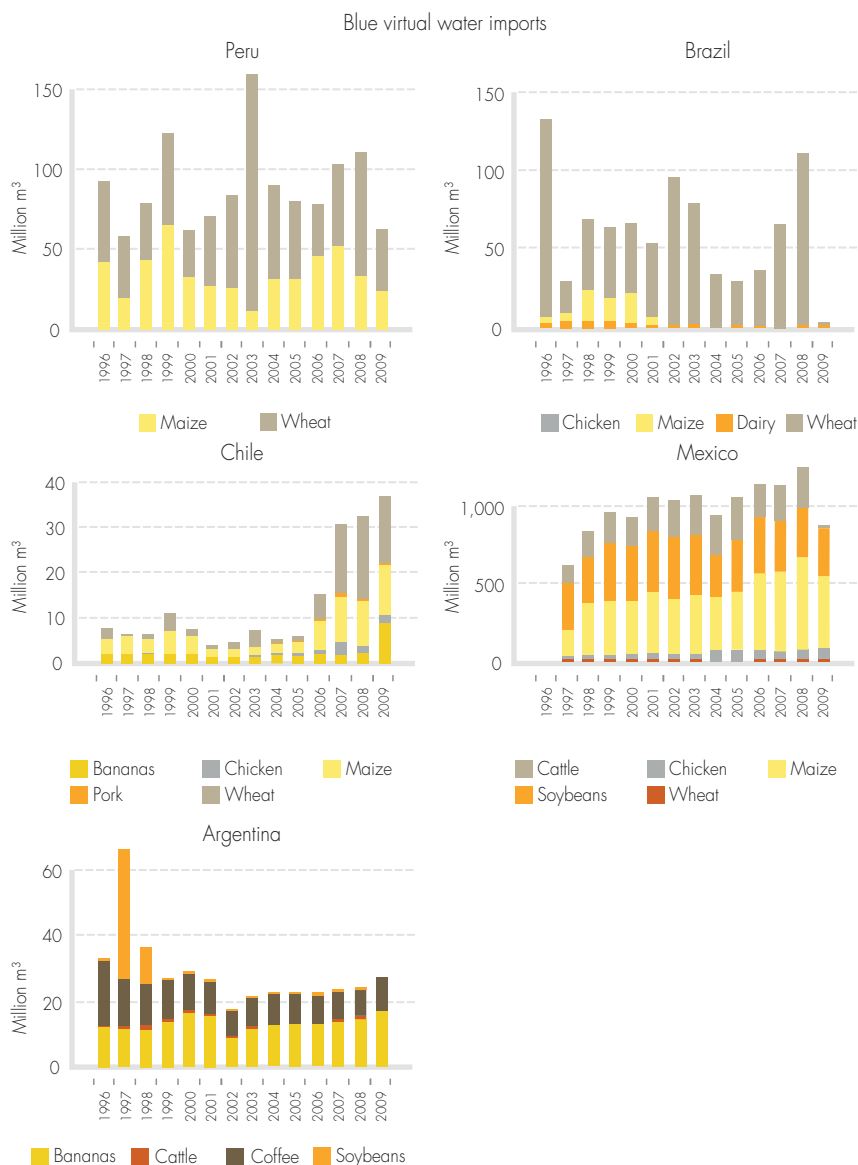 Blue virtual water imports
Peru
Million m³
150
100
50
0
1996 1997 1998 1999 2000 2001 2002 2003 2004 2005 2006 2007 2008 2009
Maize Wheat
Brazil
Million m³
150
100
50
0
1996 1997 1998 1999 2000 2001 2002 2003 2004 2005 2006 2007 2008 2009
Chicken Maize Dairy Wheat
Chile
Million m³
40
30
20
10
0
1996 1997 1998 1999 2000 2001 2002 2003 2004 2005 2006 2007 2008 2009
Bananas Chicken Maize
Pork Wheat
Mexico
Million m³
1,000
500
0
1996 1997 1998 1999 2000 2001 2002 2003 2004 2005 2006 2007 2008 2009
Cattle Chicken Maize
Soybeans Wheat
Argentina
Million m³
60
40
20
0
1996 1997 1998 1999 2000 2001 2002 2003 2004 2005 2006 2007 2008 2009
Bananas Cattle Coffee Soybeans